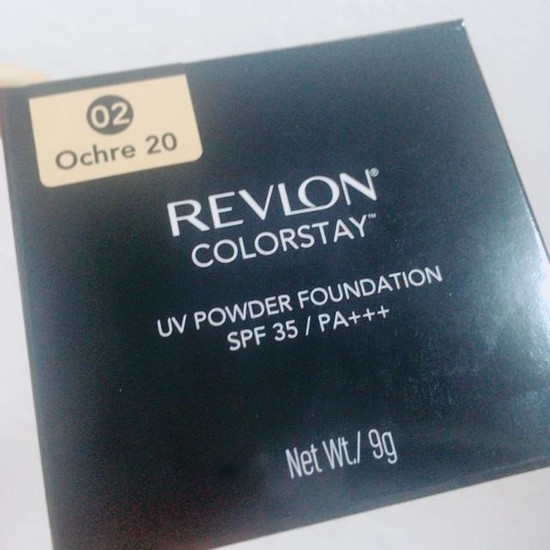 02
Ochre 20
REVLON®
COLORSTAY™
UV POWDER FOUNDATION
SPF 35 / PA+++
Net Wt./ 9g